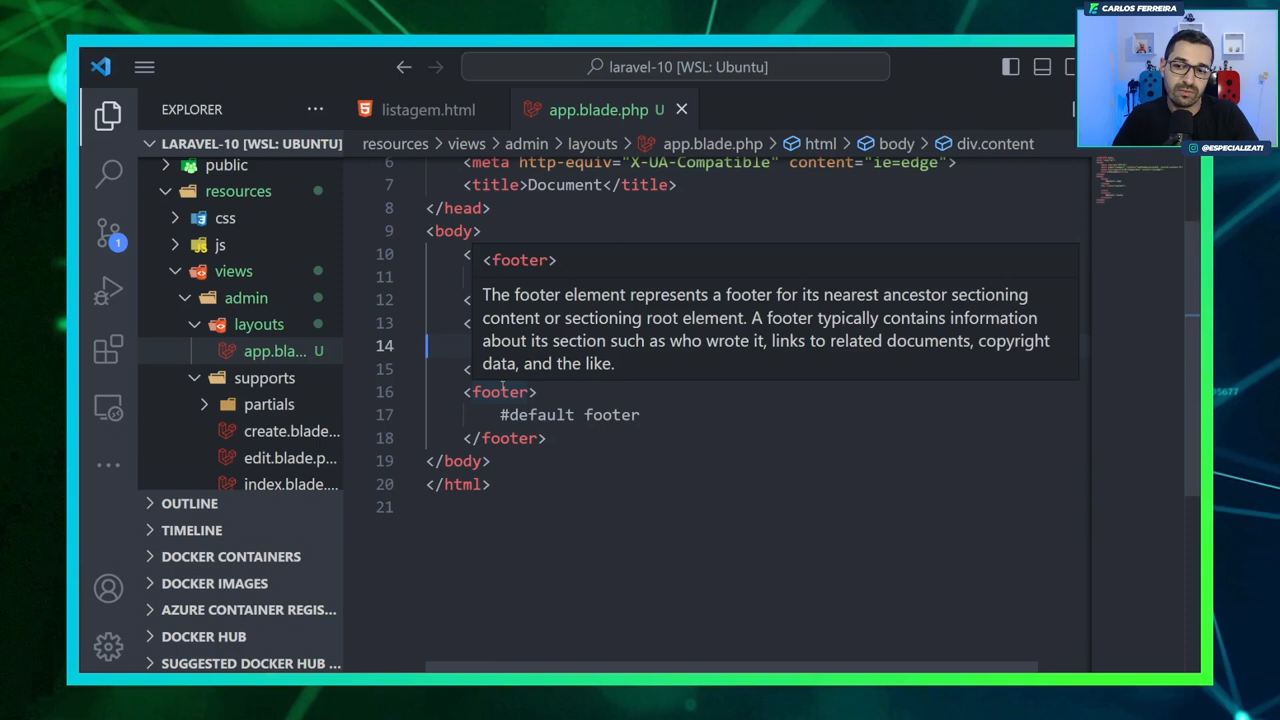 CARLOS FERREIRA
@ESPECIALIZATI
laravel-10 [WSL: Ubuntu]
EXPLORER
listagem.html
app.blade.php U
LARAVEL-10 [WSL: UBUNTU]
resources > views > admin > layouts > app.blade.php > html > body > div.content
public
resources
css
js
views
admin
layouts
app.bla... U
supports
partials
create.blade...
edit.blade.p...
index.blade....
OUTLINE
TIMELINE
DOCKER CONTAINERS
DOCKER IMAGES
AZURE CONTAINER REGIS...
DOCKER HUB
SUGGESTED DOCKER HUB ...
1
6 <meta http-equiv="X-UA-Compatible" content="ie=edge">
7 <title>Document</title>
8 </head>
9 <body>
10 <
11
12 <
13 <
14
15 <
16 <footer>
17 #default footer
18 </footer>
19 </body>
20 </html>
21
<footer>
The footer element represents a footer for its nearest ancestor sectioning
content or sectioning root element. A footer typically contains information
about its section such as who wrote it, links to related documents, copyright
data, and the like.